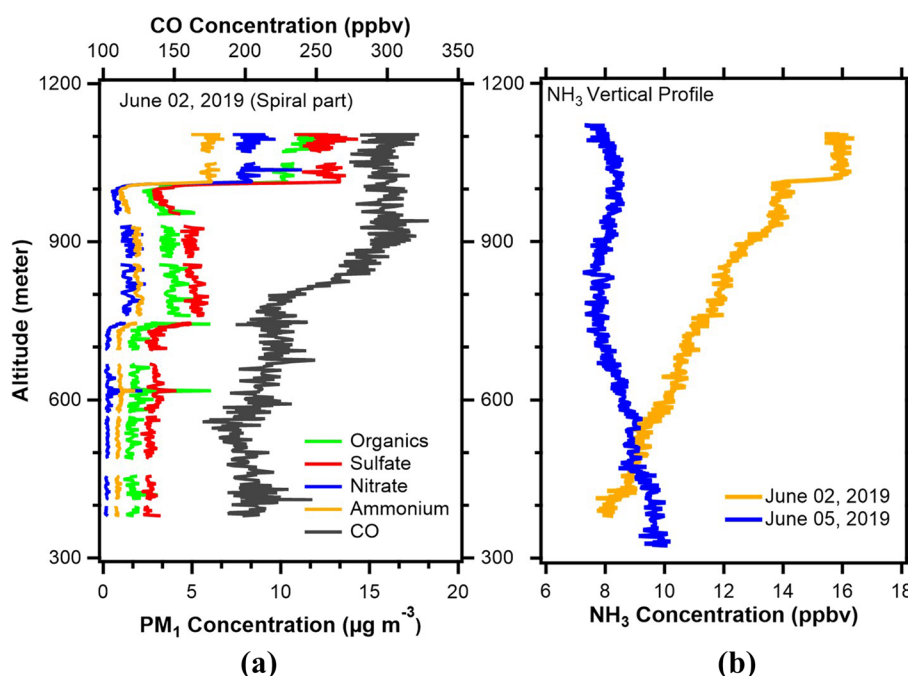 CO Concentration (ppbv)
100 150 200 250 300 350
1200
900
600
300
Altitude (meter)
June 02, 2019 (Spiral part)
Organics
Sulfate
Nitrate
Ammonium
CO
0 5 10 15 20
PM₁ Concentration (µg m⁻³)
(a)
1200
900
600
300
NH₃ Vertical Profile
June 02, 2019
June 05, 2019
6 8 10 12 14 16 18
NH₃ Concentration (ppbv)
(b)